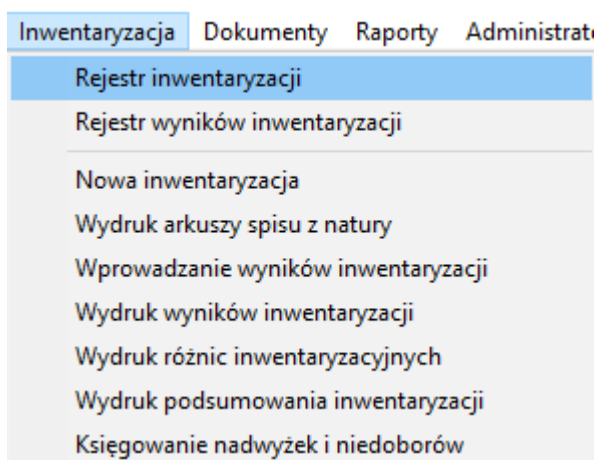 Inwentaryzacja Dokumenty Raporty Administrat
Rejestr inwentaryzacji
Rejestr wyników inwentaryzacji
Nowa inwentaryzacja
Wydruk arkuszy spisu z natury
Wprowadzanie wyników inwentaryzacji
Wydruk wyników inwentaryzacji
Wydruk różnic inwentaryzacyjnych
Wydruk podsumowania inwentaryzacji
Księgowanie nadwyżek i niedoborów